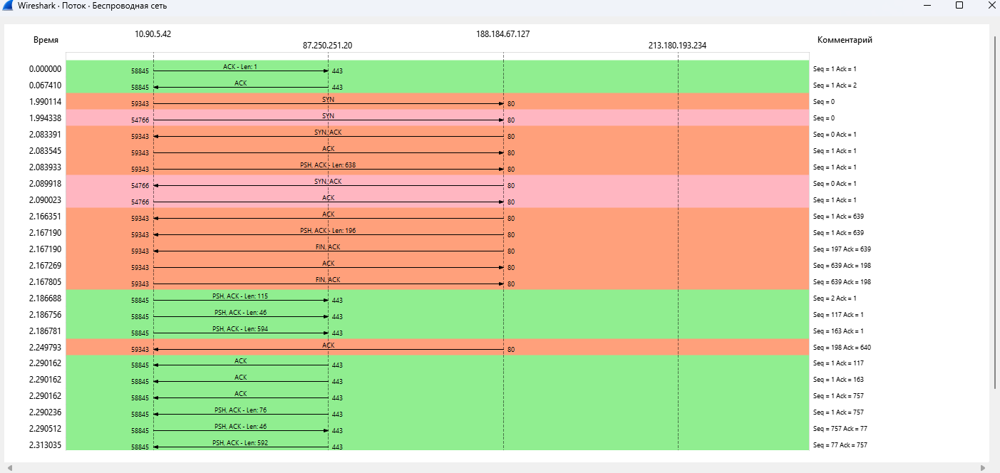 Wireshark · Поток · Беспроводная сеть
Время 10.90.5.42 87.250.251.20 188.184.67.127 213.180.193.234 Комментарий
0.000000 58845 ACK - Len: 1 443 Seq = 1 Ack = 1
0.067410 58845 ACK 443 Seq = 1 Ack = 2
1.990114 59343 SYN 80 Seq = 0
1.994338 54766 SYN 80 Seq = 0
2.083391 59343 SYN, ACK 80 Seq = 0 Ack = 1
2.083545 59343 ACK 80 Seq = 1 Ack = 1
2.083933 59343 PSH, ACK - Len: 638 80 Seq = 1 Ack = 1
2.089918 54766 SYN, ACK 80 Seq = 0 Ack = 1
2.090023 54766 ACK 80 Seq = 1 Ack = 1
2.166351 59343 ACK 80 Seq = 1 Ack = 639
2.167190 59343 PSH, ACK - Len: 196 80 Seq = 1 Ack = 639
2.167190 59343 FIN, ACK 80 Seq = 197 Ack = 639
2.167269 59343 ACK 80 Seq = 639 Ack = 198
2.167805 59343 FIN, ACK 80 Seq = 639 Ack = 198
2.186688 58845 PSH, ACK - Len: 115 443 Seq = 2 Ack = 1
2.186756 58845 PSH, ACK - Len: 46 443 Seq = 117 Ack = 1
2.186781 58845 PSH, ACK - Len: 594 443 Seq = 163 Ack = 1
2.249793 59343 ACK 80 Seq = 198 Ack = 640
2.290162 58845 ACK 443 Seq = 1 Ack = 117
2.290162 58845 ACK 443 Seq = 1 Ack = 163
2.290162 58845 ACK 443 Seq = 1 Ack = 757
2.290236 58845 PSH, ACK - Len: 76 443 Seq = 1 Ack = 757
2.290512 58845 PSH, ACK - Len: 46 443 Seq = 757 Ack = 77
2.313035 58845 PSH, ACK - Len: 592 443 Seq = 77 Ack = 757